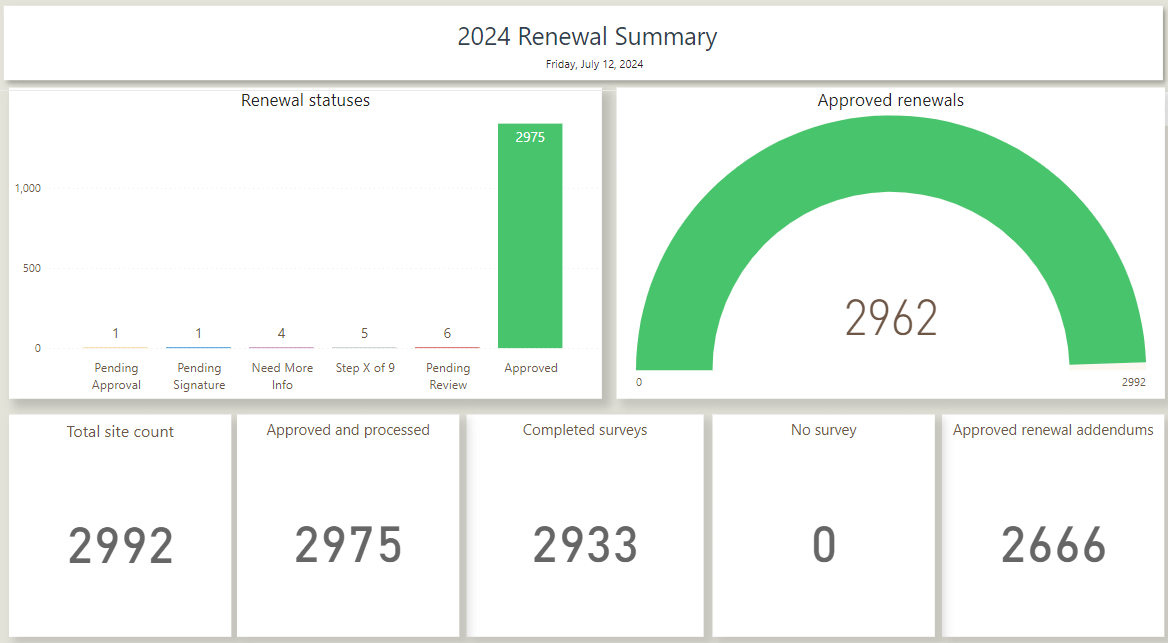 2024 Renewal Summary
Friday, July 12, 2024
Renewal statuses
2975
1,000
500
0
1
1
4
5
6
Pending Approval
Pending Signature
Need More Info
Step X of 9
Pending Review
Approved
Approved renewals
2962
0
2992
Total site count
2992
Approved and processed
2975
Completed surveys
2933
No survey
0
Approved renewal addendums
2666